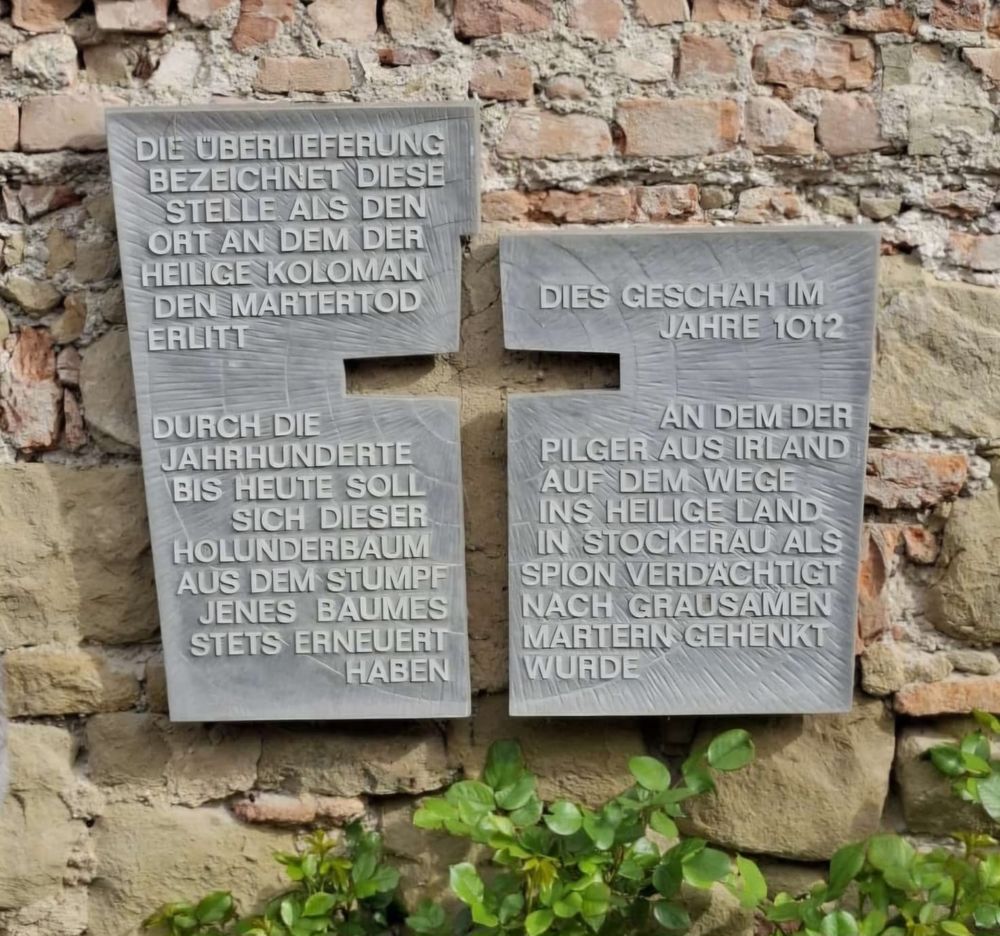 DIE ÜBERLIEFERUNG
BEZEICHNET DIESE
STELLE ALS DEN
ORT AN DEM DER
HEILIGE KOLOMAN
DEN MARTERTOD
ERLITT
DURCH DIE
JAHRHUNDERTE
BIS HEUTE SOLL
SICH DIESER
HOLUNDERBAUM
AUS DEM STUMPF
JENES BAUMES
STETS ERNEUERT
HABEN
DIES GESCHAH IM
JAHRE 1012
AN DEM DER
PILGER AUS IRLAND
AUF DEM WEGE
INS HEILIGE LAND
IN STOCKERAU ALS
SPION VERDÄCHTIGT
NACH GRAUSAMEN
MARTERN GEHENKT
WURDE